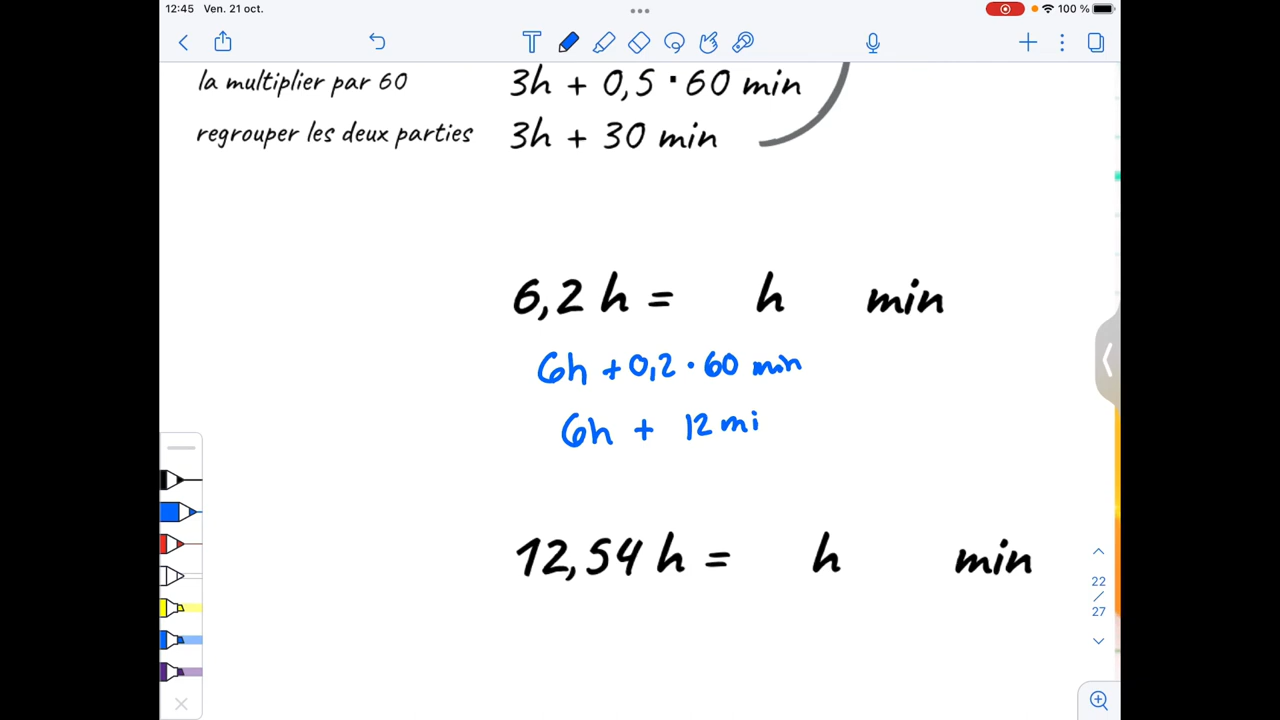 12:45 Ven. 21 oct.
100 %
T
la multiplier par 60
3h + 0,5 · 60 min
regrouper les deux parties
3h + 30 min
6,2 h = h min
6h + 0,2 · 60 min
6h + 12 mi
12,54 h = h min
22
/
27